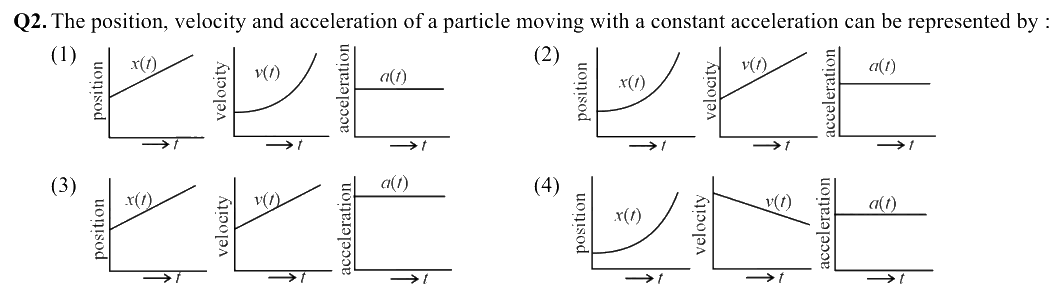 Q2. The position, velocity and acceleration of a particle moving with a constant acceleration can be represented by :
(1) position x(t) t velocity v(t) t acceleration a(t) t
(2) position x(t) t velocity v(t) t acceleration a(t) t
(3) position x(t) t velocity v(t) t acceleration a(t) t
(4) position x(t) t velocity v(t) t acceleration a(t) t